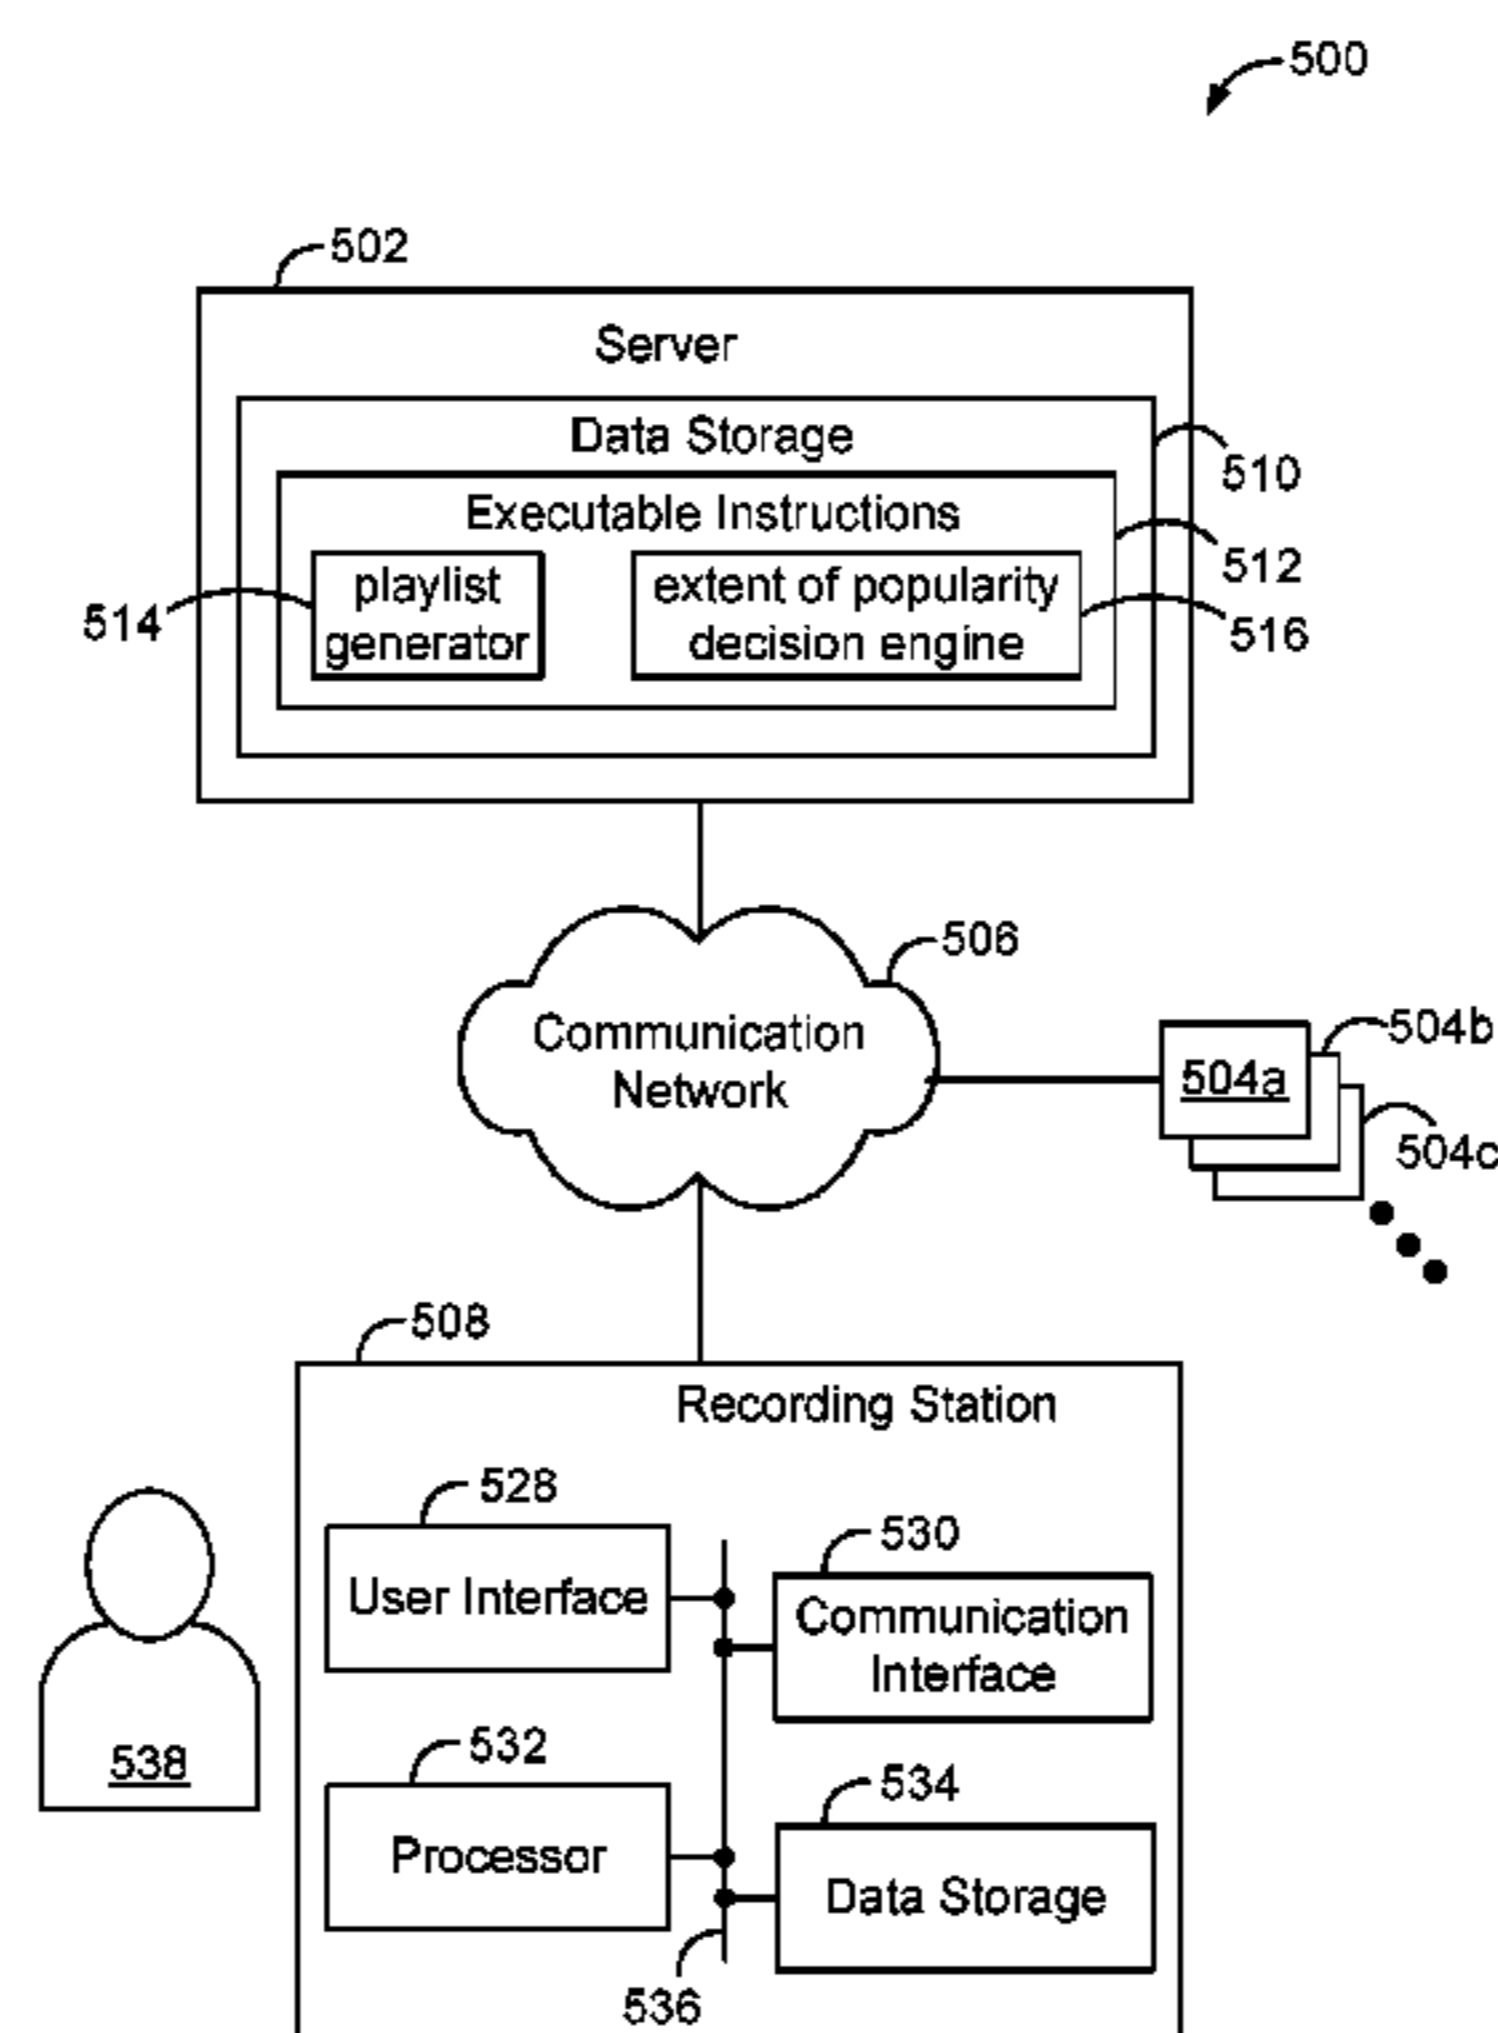 500
502
Server
Data Storage
510
Executable Instructions
512
playlist
generator
514
extent of popularity
decision engine
516
506
Communication
Network
504a
504b
504c
508
Recording Station
528
User Interface
530
Communication
Interface
532
Processor
534
Data Storage
536
538